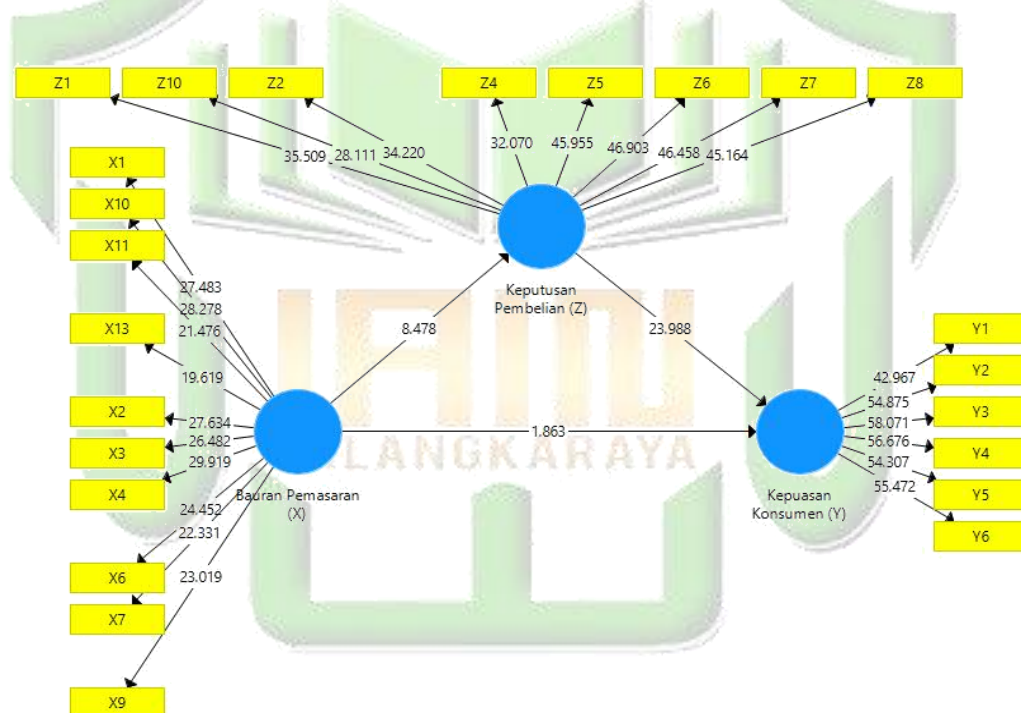 Z1
Z10
Z2
Z4
Z5
Z6
Z7
Z8
35.509
28.111
34.220
32.070
45.955
46.903
46.458
45.164
X1
X10
X11
X13
X2
X3
X4
X6
X7
X9
27.483
28.278
21.476
19.619
27.634
26.482
29.919
24.452
22.331
23.019
Keputusan
Pembelian (Z)
8.478
23.988
1.863
IAIN
PALANGKARAYA
Bauran Pemasaran
(X)
Kepuasan
Konsumen (Y)
42.967
54.875
58.071
56.676
54.307
55.472
Y1
Y2
Y3
Y4
Y5
Y6